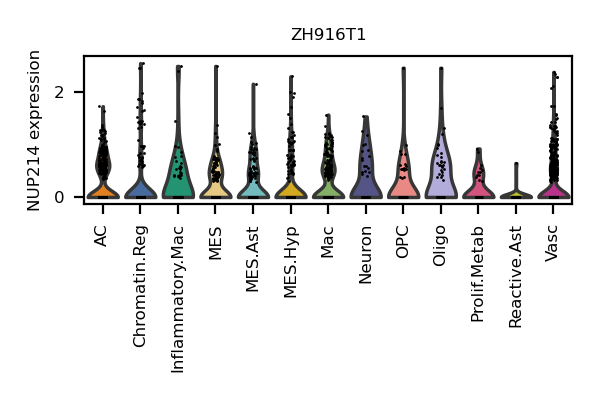 ZH916T1
NUP214 expression
2
0
AC
Chromatin.Reg
Inflammatory.Mac
MES
MES.Ast
MES.Hyp
Mac
Neuron
OPC
Oligo
Prolif.Metab
Reactive.Ast
Vasc